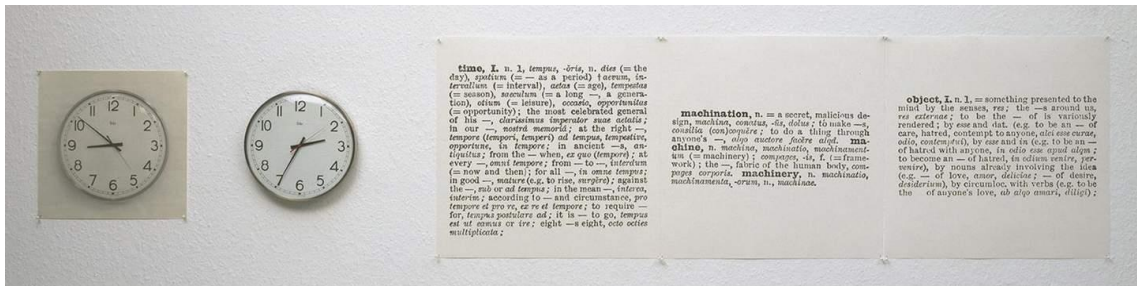 12
1
2
3
4
5
6
7
8
9
10
11
12
1
2
3
4
5
6
7
8
9
10
11
time, I. n. 1, tempus, -ŏris, n. dies (= the
day), spatium (= — as a period) † aevum, in-
tervallum (= interval), aetas (= age), tempestas
(= season), saeculum (= a long —, a genera-
tion), otium (= leisure), occasio, opportunitas
(= opportunity); the most celebrated general
of his —, clarissimus imperator suae aetatis;
in our —, nostrā memoriā; at the right —,
tempore (tempori, temperi) ad tempus, tempestive,
opportune, in tempore; in ancient —s, an-
tiquitus; from the — when, ex quo (tempore); at
every —, omni tempore; from — to —, interdum
(= now and then); for all —, in omne tempus;
in good —, mature (e.g. to rise, surgĕre); against
the —, sub or ad tempus; in the mean —, interea,
interim; according to — and circumstance, pro
tempore et pro re, ex re et tempore; to require —
for, tempus postulare ad; it is — to go, tempus
est ut eamus or ire; eight —s eight, octo octies
multiplicata;
machination, n. = a secret, malicious de-
sign, machina, conatus, -ūs, dolus; to make —s,
consilia (con)coquĕre; to do a thing through
anyone's —, alqo auctore facĕre alqd. ma-
chine, n. machina, machinatio, machinament-
um (= machinery); compages, -is, f. (= frame-
work); the —, fabric of the human body, com-
pages corporis. machinery, n. machinatio,
machinamenta, -orum, n., machinae.
object, I. n. 1, = something presented to the
mind by the senses, res; the —s around us,
res externae; to be the — of is variously
rendered; by esse and dat. (e.g. to be an — of
care, hatred, contempt to anyone, alci esse curae,
odio, contemptui), by esse and in (e.g. to be an —
of hatred with anyone, in odio esse apud alqm;
to become an — of hatred, in odium venire, per-
venire), by nouns already involving the idea
(e.g. — of love, amor, deliciae; — of desire,
desiderium), by circumloc. with verbs (e.g. to be
the of anyone's love, ab alqo amari, diligi);